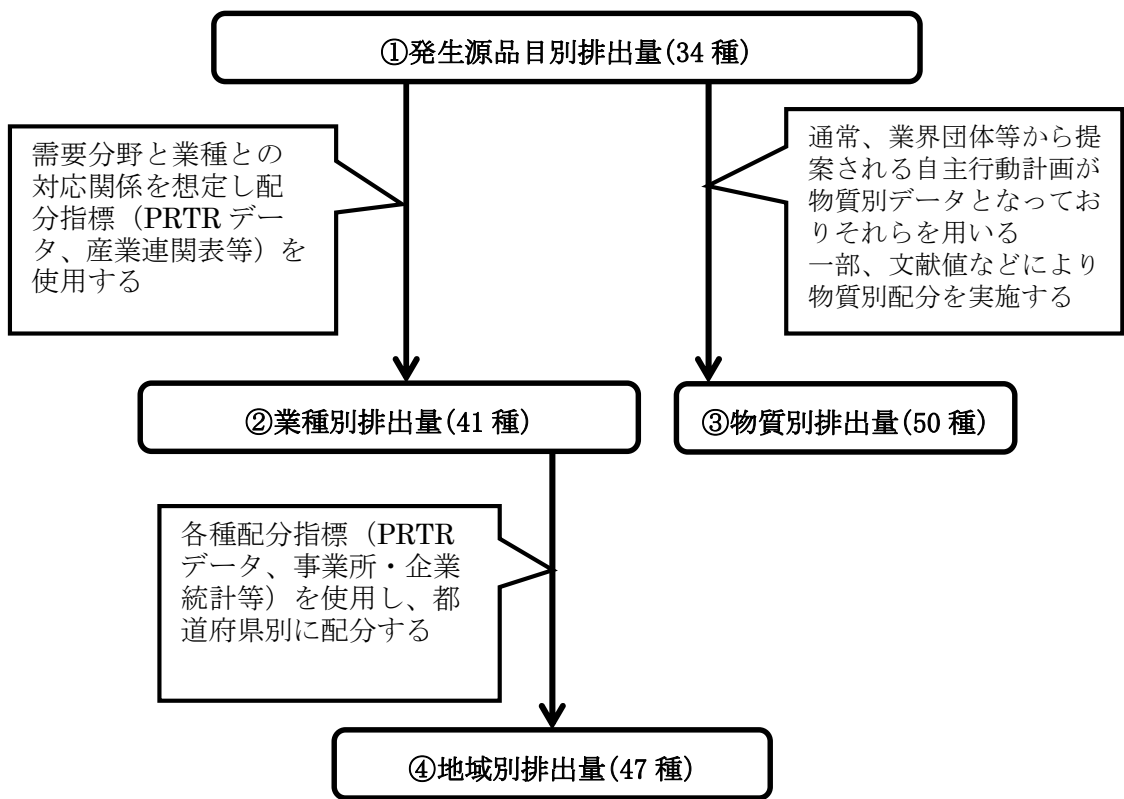 ①発生源品目別排出量(34 種)
需要分野と業種との
対応関係を想定し配
分指標（PRTR デー
タ、産業連関表等）を
使用する
通常、業界団体等から提
案される自主行動計画が
物質別データとなってお
りそれらを用いる
一部、文献値などにより
物質別配分を実施する
②業種別排出量(41 種)
③物質別排出量(50 種)
各種配分指標（PRTR
データ、事業所・企業
統計等）を使用し、都
道府県別に配分する
④地域別排出量(47 種)